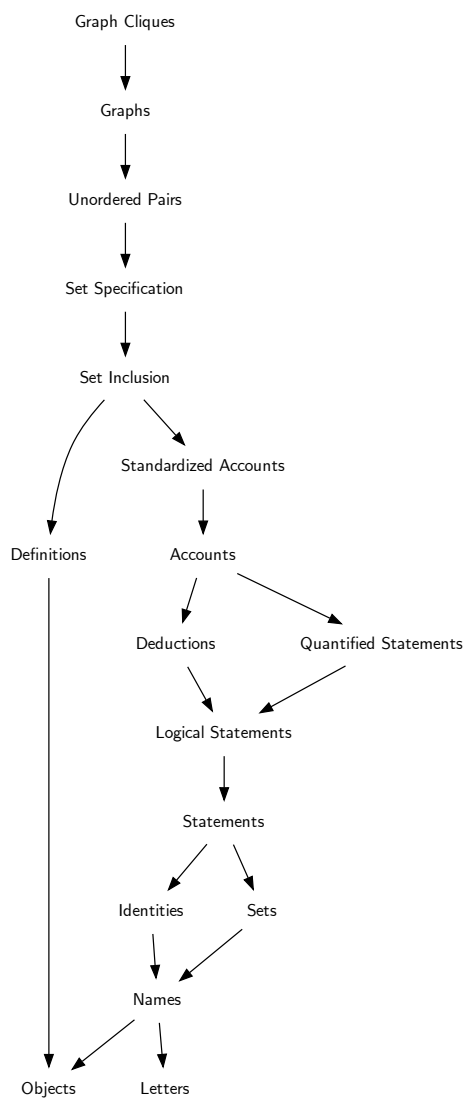 Graph Cliques
Graphs
Unordered Pairs
Set Specification
Set Inclusion
Standardized Accounts
Definitions
Accounts
Deductions
Quantified Statements
Logical Statements
Statements
Identities
Sets
Names
Objects
Letters